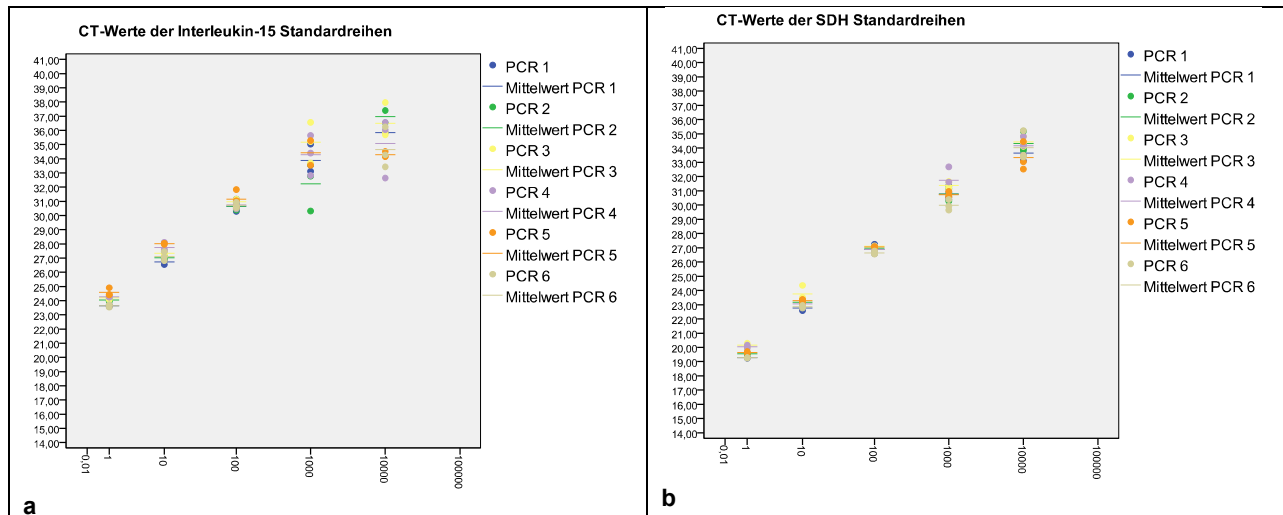 CT-Werte der Interleukin-15 Standardreihen
41,00
40,00
39,00
38,00
37,00
36,00
35,00
34,00
33,00
32,00
31,00
30,00
29,00
28,00
27,00
26,00
25,00
24,00
23,00
22,00
21,00
20,00
19,00
18,00
17,00
16,00
15,00
14,00
0,01
1
10
100
1000
10000
100000
PCR 1
Mittelwert PCR 1
PCR 2
Mittelwert PCR 2
PCR 3
Mittelwert PCR 3
PCR 4
Mittelwert PCR 4
PCR 5
Mittelwert PCR 5
PCR 6
Mittelwert PCR 6
a
CT-Werte der SDH Standardreihen
41,00
40,00
39,00
38,00
37,00
36,00
35,00
34,00
33,00
32,00
31,00
30,00
29,00
28,00
27,00
26,00
25,00
24,00
23,00
22,00
21,00
20,00
19,00
18,00
17,00
16,00
15,00
14,00
0,01
1
10
100
1000
10000
100000
PCR 1
Mittelwert PCR 1
PCR 2
Mittelwert PCR 2
PCR 3
Mittelwert PCR 3
PCR 4
Mittelwert PCR 4
PCR 5
Mittelwert PCR 5
PCR 6
Mittelwert PCR 6
b